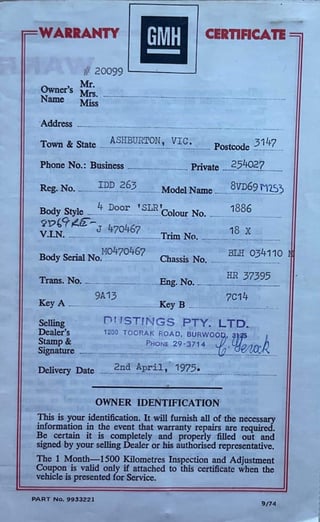 WARRANTY GMH CERTIFICATE
# 20099
Mr.
Owner's Mrs.
Name Miss
Address
Town & State ASHBURTON, VIC. Postcode 3147
Phone No.: Business Private 254027
Reg. No. IDD 263 Model Name 8VD69 M253
Body Style 4 Door 'SLR' Colour No. 1886
8D69
V.I.N. J 470467 Trim No. 18 X
Body Serial No. M0470467 Chassis No. BLH 034110 M
Trans. No. Eng. No. HR 37395
Key A 9A13 Key B 7C14
Selling DUSTINGS PTY. LTD.
Dealer's 1500 TOORAK ROAD, BURWOOD, 3125
Stamp & PHONE 29-3714
Signature
Delivery Date 2nd April, 1975.
OWNER IDENTIFICATION
This is your identification. It will furnish all of the necessary
information in the event that warranty repairs are required.
Be certain it is completely and properly filled out and
signed by your selling Dealer or his authorised representative.
The 1 Month—1500 Kilometres Inspection and Adjustment
Coupon is valid only if attached to this certificate when the
vehicle is presented for Service.
PART No. 9933221 9/74